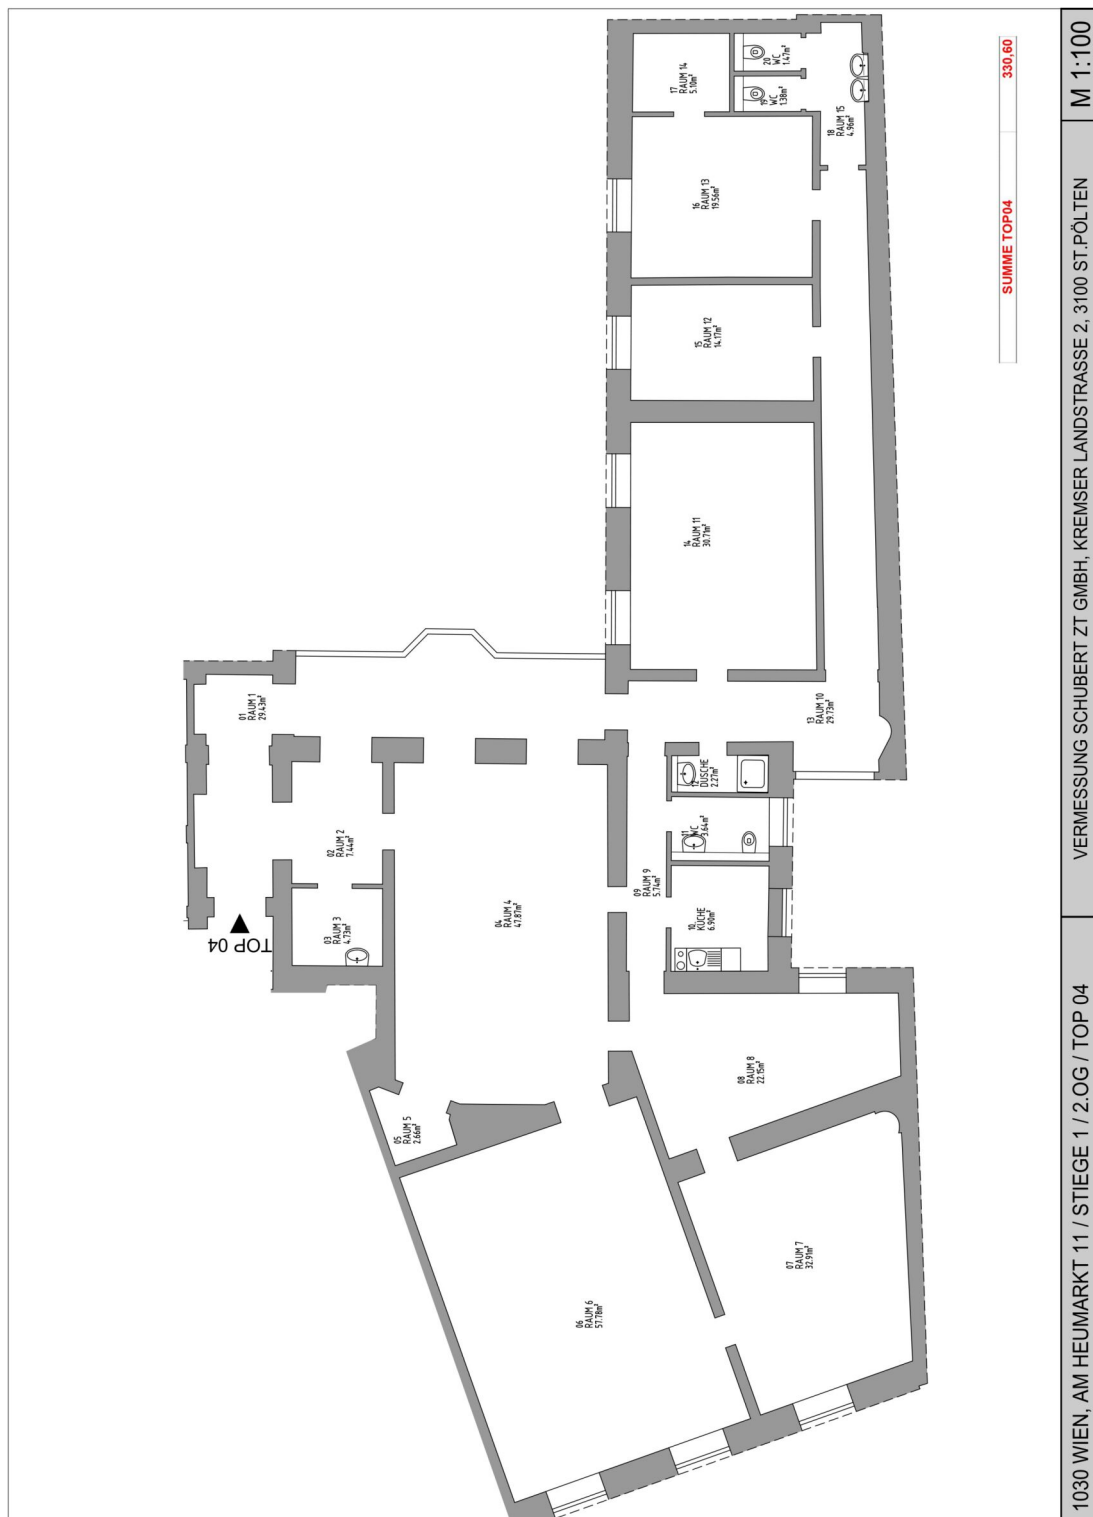 01
RAUM 1
29.43m²
02
RAUM 2
7.44m²
03
RAUM 3
4.73m²
TOP 04
04
RAUM 4
47.87m²
05
RAUM 5
2.66m²
06
RAUM 6
57.78m²
07
RAUM 7
32.91m²
08
RAUM 8
22.15m²
09
RAUM 9
5.74m²
10
KÜCHE
6.90m²
11
WC
3.64m²
12
DUSCHE
2.27m²
13
RAUM 10
29.73m²
14
RAUM 11
30.71m²
15
RAUM 12
14.17m²
16
RAUM 13
19.56m²
17
RAUM 14
5.10m²
18
RAUM 15
4.96m²
19
WC
1.38m²
20
WC
1.47m²
SUMME TOP04 330,60
1030 WIEN, AM HEUMARKT 11 / STIEGE 1 / 2.OG / TOP 04
VERMESSUNG SCHUBERT ZT GMBH, KREMSER LANDSTRASSE 2, 3100 ST.PÖLTEN
M 1:100